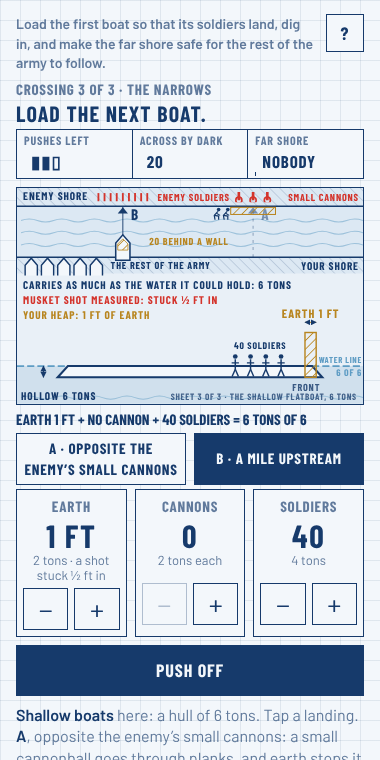 Load the first boat so that its soldiers land, dig
in, and make the far shore safe for the rest of the
army to follow.
?
CROSSING 3 OF 3 · THE NARROWS
LOAD THE NEXT BOAT.
PUSHES LEFT
ACROSS BY DARK
20
FAR SHORE
NOBODY
ENEMY SHORE
ENEMY SOLDIERS
SMALL CANNONS
B
A
20 BEHIND A WALL
THE REST OF THE ARMY
YOUR SHORE
CARRIES AS MUCH AS THE WATER IT COULD HOLD: 6 TONS
MUSKET SHOT MEASURED: STUCK ½ FT IN
YOUR HEAP: 1 FT OF EARTH
EARTH 1 FT
40 SOLDIERS
WATER LINE
6 OF 6
FRONT
HOLLOW 6 TONS
SHEET 3 OF 3 · THE SHALLOW FLATBOAT, 6 TONS
EARTH 1 FT + NO CANNON + 40 SOLDIERS = 6 TONS OF 6
A · OPPOSITE THE
ENEMY'S SMALL CANNONS
B · A MILE UPSTREAM
EARTH
1 FT
2 tons · a shot
stuck ½ ft in
− +
CANNONS
0
2 tons each
− +
SOLDIERS
40
4 tons
− +
PUSH OFF
Shallow boats here: a hull of 6 tons. Tap a landing.
A, opposite the enemy's small cannons: a small
cannonball goes through planks, and earth stops it